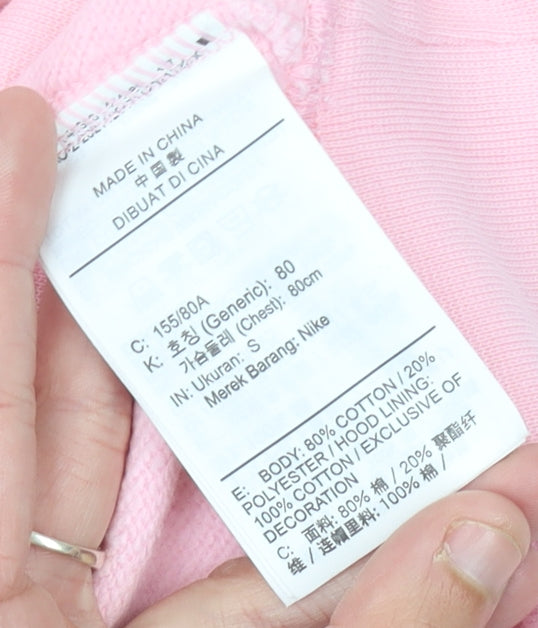 MADE IN CHINA
中国製
DIBUAT DI CINA
C: 155/80A
K: 호칭 (Generic): 80
가슴둘레 (Chest): 80cm
IN: Ukuran: S
Merek Barang: Nike
E: BODY: 80% COTTON / 20%
POLYESTER / HOOD LINING:
100% COTTON / EXCLUSIVE OF
DECORATION
C: 面料: 80% 棉 / 20% 聚酯纤
维 / 连帽里料: 100% 棉 /